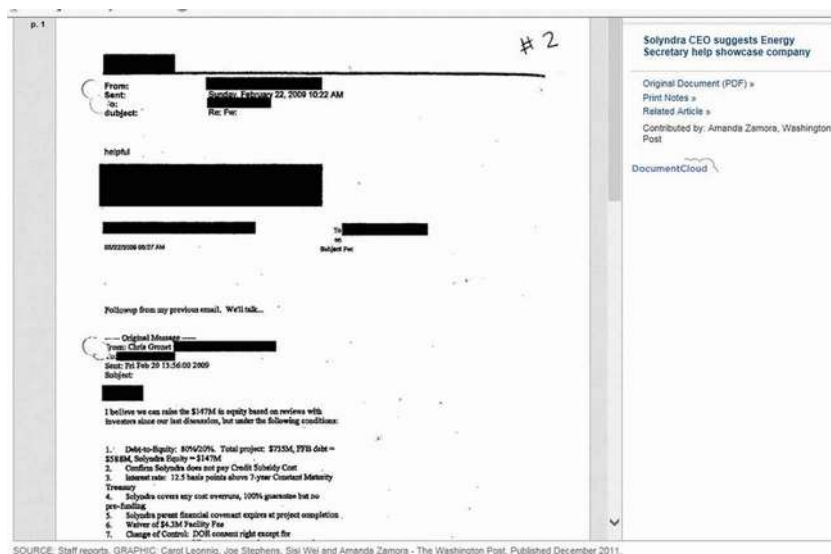 p. 1
# 2
From:
Sent: Sunday, February 22, 2009 10:22 AM
To:
Subject: Re: Fw:
helpful
To
cc
02/22/2009 09:27 AM
Subject Fw:
Followup from my previous email. We'll talk...
----- Original Message -----
From: Chris Gronet
To:
Sent: Fri Feb 20 13:56:00 2009
Subject:
I believe we can raise the $147M in equity based on reviews with
investors since our last discussion, but under the following conditions:
1. Debt-to-Equity: 80%/20%. Total project: $735M, FFB debt =
$588M, Solyndra Equity = $147M
2. Confirm Solyndra does not pay Credit Subsidy Cost
3. Interest rate: 12.5 basis points above 7-year Constant Maturity
Treasury
4. Solyndra covers any cost overruns, 100% guarantee but no
pre-funding
5. Solyndra parent financial covenant expires at project completion
6. Waiver of $4.3M Facility Fee
7. Change of Control: DOE consent right except for
Solyndra CEO suggests Energy
Secretary help showcase company
Original Document (PDF) »
Print Notes »
Related Article »
Contributed by: Amanda Zamora, Washington
Post
DocumentCloud
SOURCE: Staff reports. GRAPHIC: Carol Leonnig, Joe Stephens, Sisi Wei and Amanda Zamora - The Washington Post. Published December 2011.